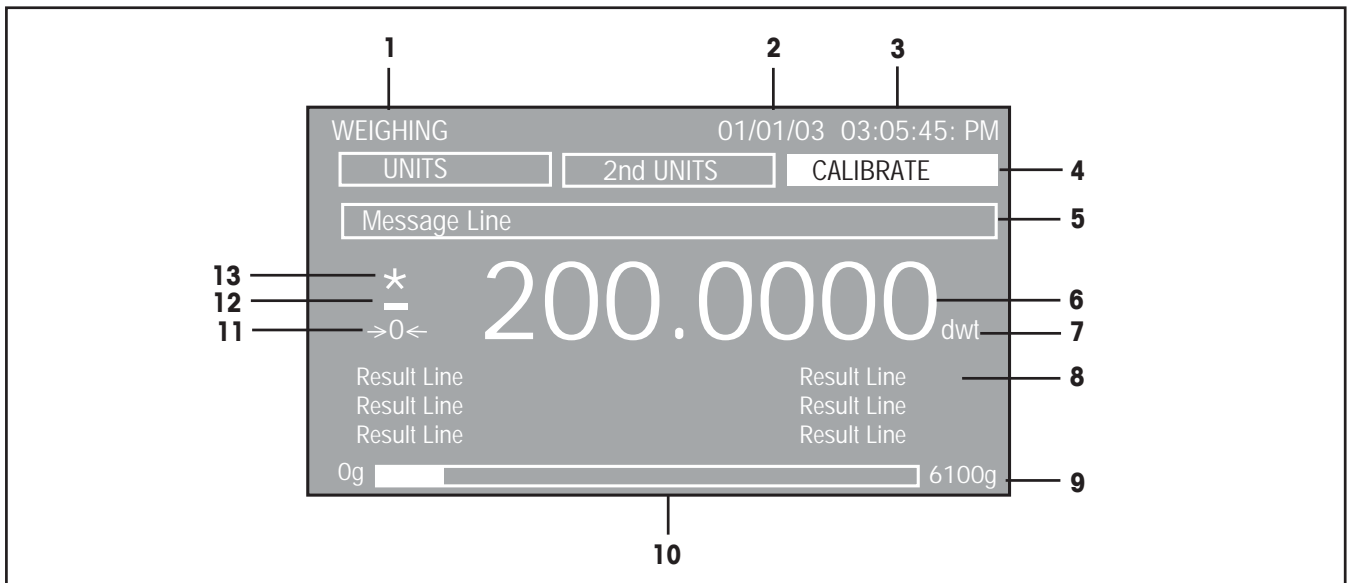 1 2 3
WEIGHING 01/01/03 03:05:45: PM
UNITS 2nd UNITS CALIBRATE 4
Message Line 5
13 *
12 –
200.0000 6
11 →0← dwt 7
Result Line Result Line 8
Result Line Result Line
Result Line Result Line
0g 6100g 9
10